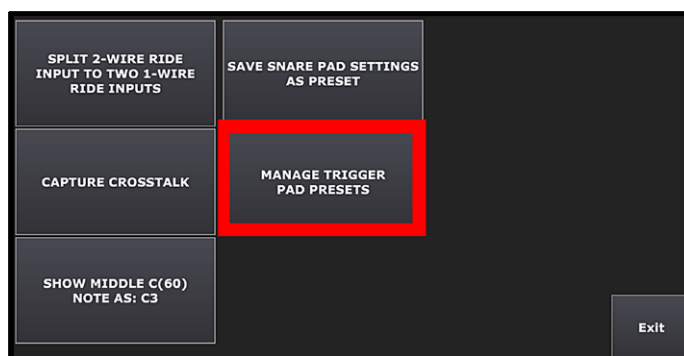 SPLIT 2-WIRE RIDE
INPUT TO TWO 1-WIRE
RIDE INPUTS
SAVE SNARE PAD SETTINGS
AS PRESET
CAPTURE CROSSTALK
MANAGE TRIGGER
PAD PRESETS
SHOW MIDDLE C(60)
NOTE AS: C3
Exit